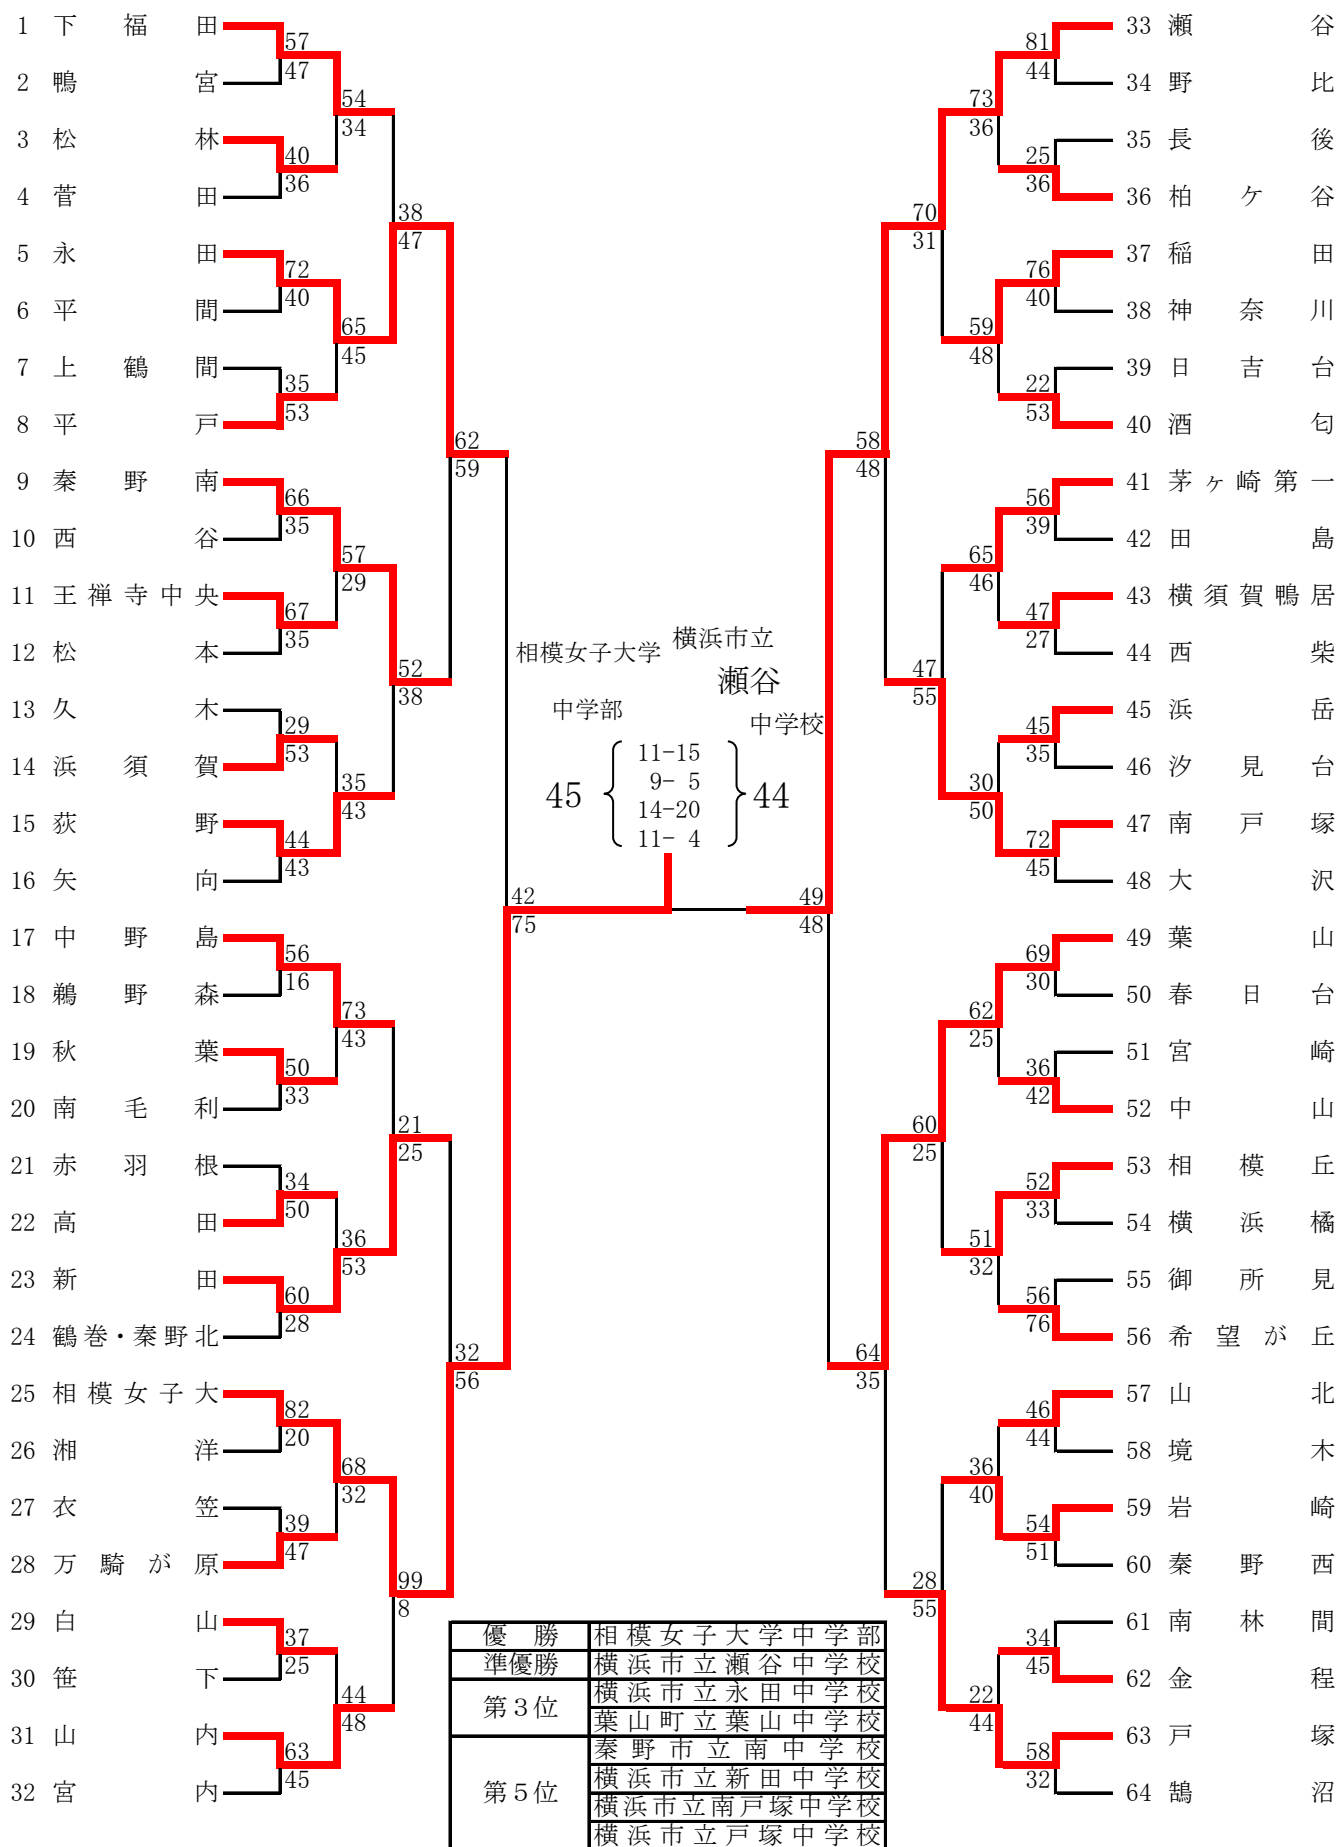 1 下福田
57
47
2 鴨宮
54
34
3 松林
40
36
4 菅田
38
47
5 永田
72
40
6 平間
65
45
7 上鶴間
35
53
8 平戸
62
59
9 秦野南
66
35
10 西谷
57
29
11 王禅寺中央
67
35
12 松本
52
38
13 久木
29
53
14 浜須賀
35
43
15 荻野
44
43
16 矢向
42
75
17 中野島
56
16
18 鵜野森
73
43
19 秋葉
50
33
20 南毛利
21
25
21 赤羽根
34
50
22 高田
36
53
23 新田
60
28
24 鶴巻・秦野北
32
56
25 相模女子大
82
20
26 湘洋
68
32
27 衣笠
39
47
28 万騎が原
99
8
29 白山
37
25
30 笹下
44
48
31 山内
63
45
32 宮内
相模女子大学
中学部
横浜市立
瀬谷
中学校
45
11-15
9- 5
14-20
11- 4
44
33 瀬谷
81
44
34 野比
73
36
35 長後
25
36
36 柏ケ谷
70
31
37 稲田
76
40
38 神奈川
59
48
39 日吉台
22
53
40 酒匂
58
48
41 茅ヶ崎第一
56
39
42 田島
65
46
43 横須賀鴨居
47
27
44 西柴
47
55
45 浜岳
45
35
46 汐見台
30
50
47 南戸塚
72
45
48 大沢
49
48
49 葉山
69
30
50 春日台
62
25
51 宮崎
36
42
52 中山
60
25
53 相模丘
52
33
54 横浜橘
51
32
55 御所見
56
76
56 希望が丘
64
35
57 山北
46
44
58 境木
36
40
59 岩崎
54
51
60 秦野西
28
55
61 南林間
34
45
62 金程
22
44
63 戸塚
58
32
64 鵠沼
優勝 相模女子大学中学部
準優勝 横浜市立瀬谷中学校
第3位 横浜市立永田中学校
葉山町立葉山中学校
第5位 秦野市立南中学校
横浜市立新田中学校
横浜市立南戸塚中学校
横浜市立戸塚中学校